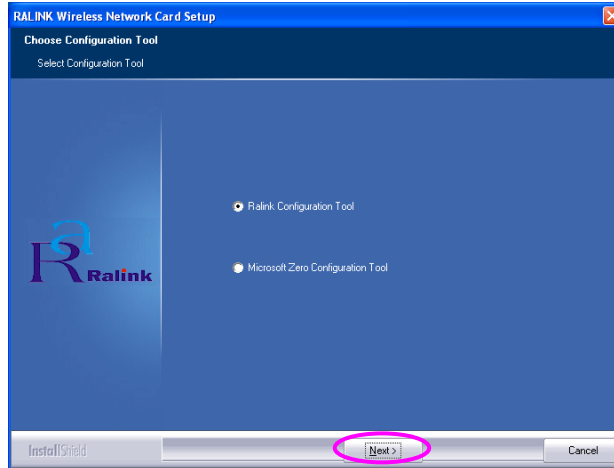 RALINK Wireless Network Card Setup
Choose Configuration Tool
Select Configuration Tool
Ralink Configuration Tool
Microsoft Zero Configuration Tool
Ralink
InstallShield
Next >
Cancel